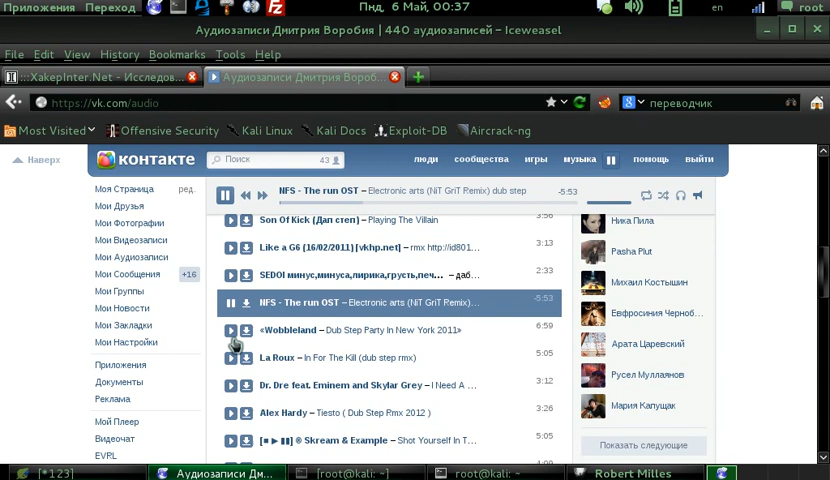 Приложения Переход Пнд, 6 Май, 00:37 en root
Аудиозаписи Дмитрия Воробия | 440 аудиозаписей – Iceweasel
File Edit View History Bookmarks Tools Help
:::XakepInter.Net - Исследов... Аудиозаписи Дмитрия Вороб...
https://vk.com/audio переводчик
Most Visited Offensive Security Kali Linux Kali Docs Exploit-DB Aircrack-ng
Наверх
контакте Поиск 43 люди сообщества игры музыка помощь выйти
Моя Страница ред.
Мои Друзья
Мои Фотографии
Мои Видеозаписи
Мои Аудиозаписи
Мои Сообщения +16
Мои Группы
Мои Новости
Мои Закладки
Мои Настройки
Приложения
Документы
Реклама
Мой Плеер
Видеочат
EVRL
NFS - The run OST – Electronic arts (NiT GriT Remix) dub step -5:53
Son Of Kick (Дап степ) – Playing The Villain 3:56
Like a G6 (16/02/2011) [vkhp.net] – rmx http://id801... 3:13
SEDOI минус,минуса,лирика,грусть,печ... – даб... 2:33
NFS - The run OST – Electronic arts (NiT GriT Remix)... -5:53
«Wobbleland – Dub Step Party In New York 2011» 6:59
La Roux – In For The Kill (dub step rmx) 5:05
Dr. Dre feat. Eminem and Skylar Grey – I Need A ... 3:12
Alex Hardy – Tiesto ( Dub Step Rmx 2012 ) 3:26
[■ ▶ ▮▮] ® Skream & Example – Shot Yourself In T... 5:05
Ника Пила
Pasha Plut
Михаил Костышин
Евфросиния Черноб...
Арата Царевский
Русел Муллаянов
Мария Капущак
Показать следующие
[*123] Аудиозаписи Дм... [root@kali: ~] root@kali: ~ Robert Milles